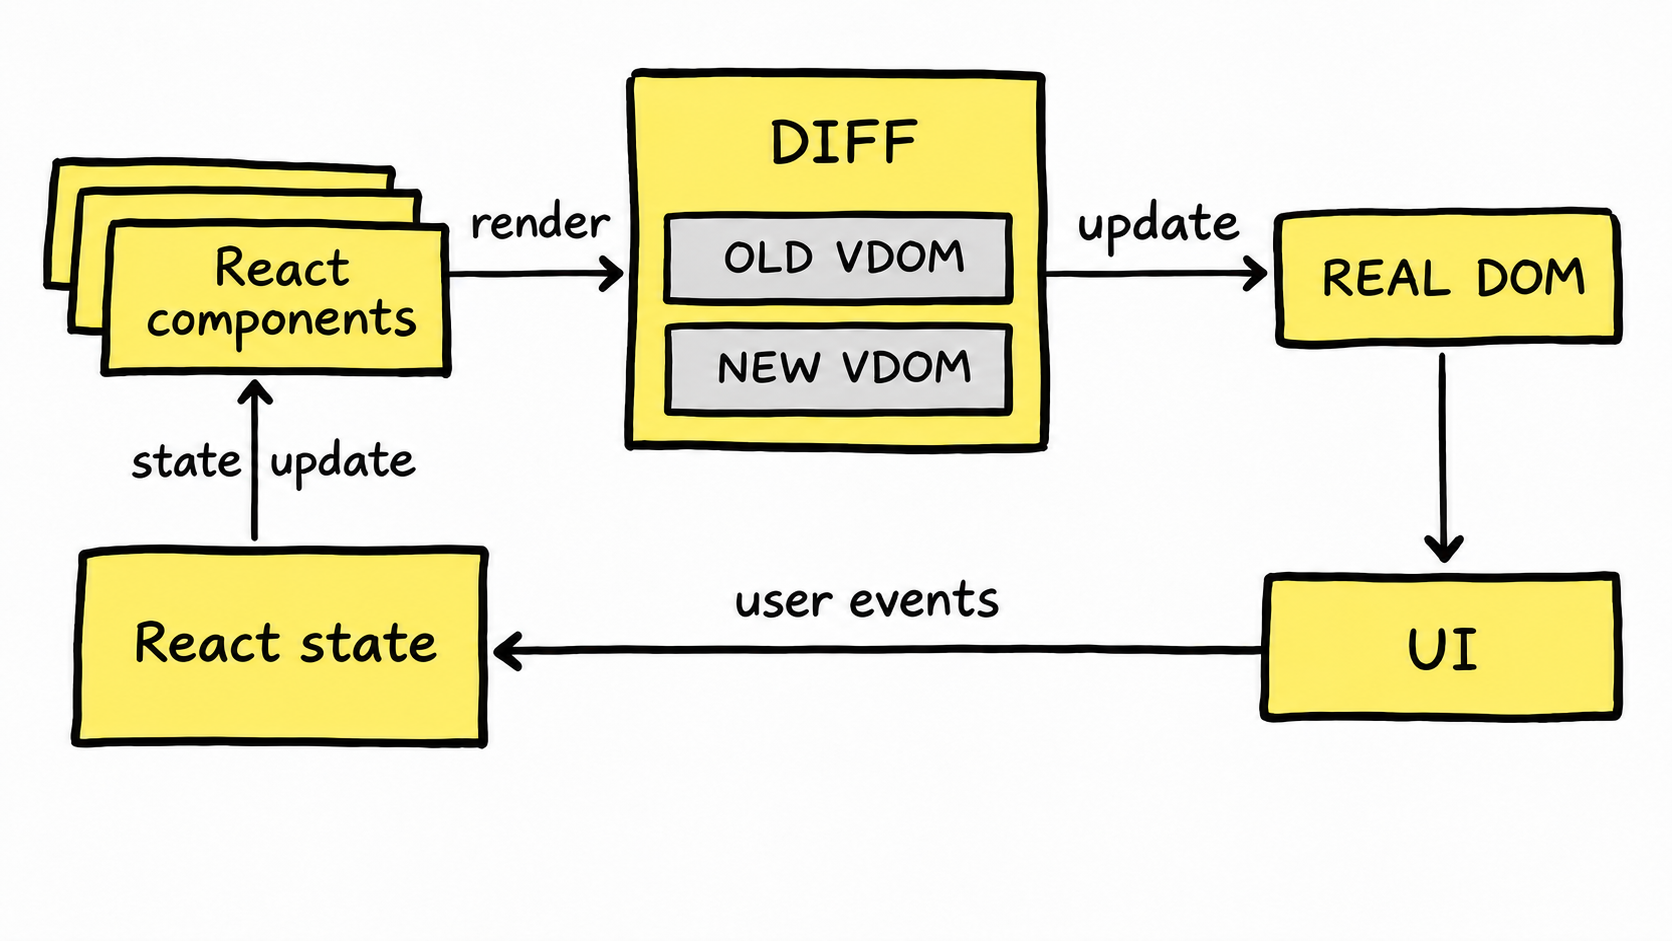 DIFF
render
OLD VDOM
update
React
components
REAL DOM
NEW VDOM
state update
user events
React state
UI